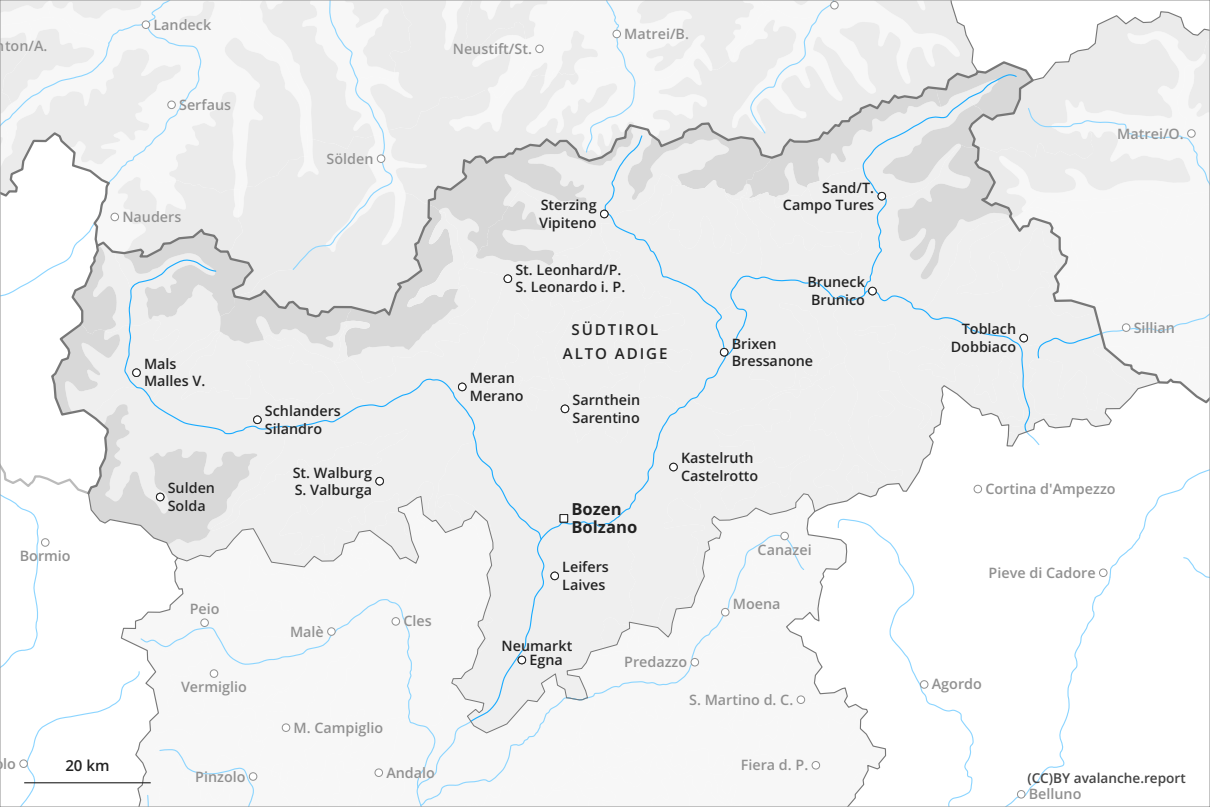 Landeck
Matrei/B.
nton/A.
Neustift/St.
Serfaus
Matrei/O.
Sölden
Sand/T.
Campo Tures
Nauders
Sterzing
Vipiteno
St. Leonhard/P.
S. Leonardo i. P.
Bruneck
Brunico
SÜDTIROL
ALTO ADIGE
Toblach
Dobbiaco
Sillian
Brixen
Bressanone
Mals
Malles V.
Meran
Merano
Schlanders
Silandro
Sarnthein
Sarentino
Kastelruth
Castelrotto
St. Walburg
S. Valburga
Sulden
Solda
Cortina d'Ampezzo
Bozen
Bolzano
Bormio
Canazei
Leifers
Laives
Pieve di Cadore
Peio
Moena
Malè
Cles
Neumarkt
Egna
Predazzo
Vermiglio
Agordo
S. Martino d. C.
M. Campiglio
olo
20 km
Pinzolo
Andalo
Fiera d. P.
(CC)BY avalanche.report
Belluno